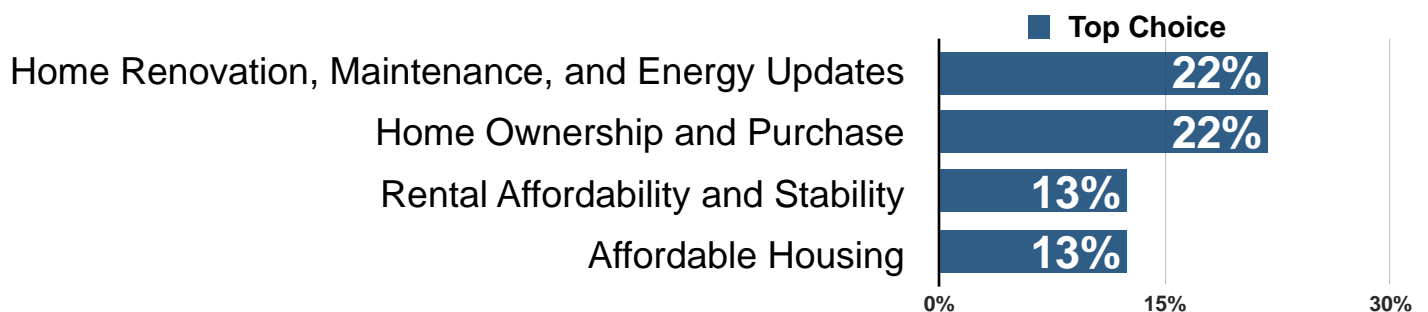 Top Choice
Home Renovation, Maintenance, and Energy Updates 22%
Home Ownership and Purchase 22%
Rental Affordability and Stability 13%
Affordable Housing 13%
0% 15% 30%